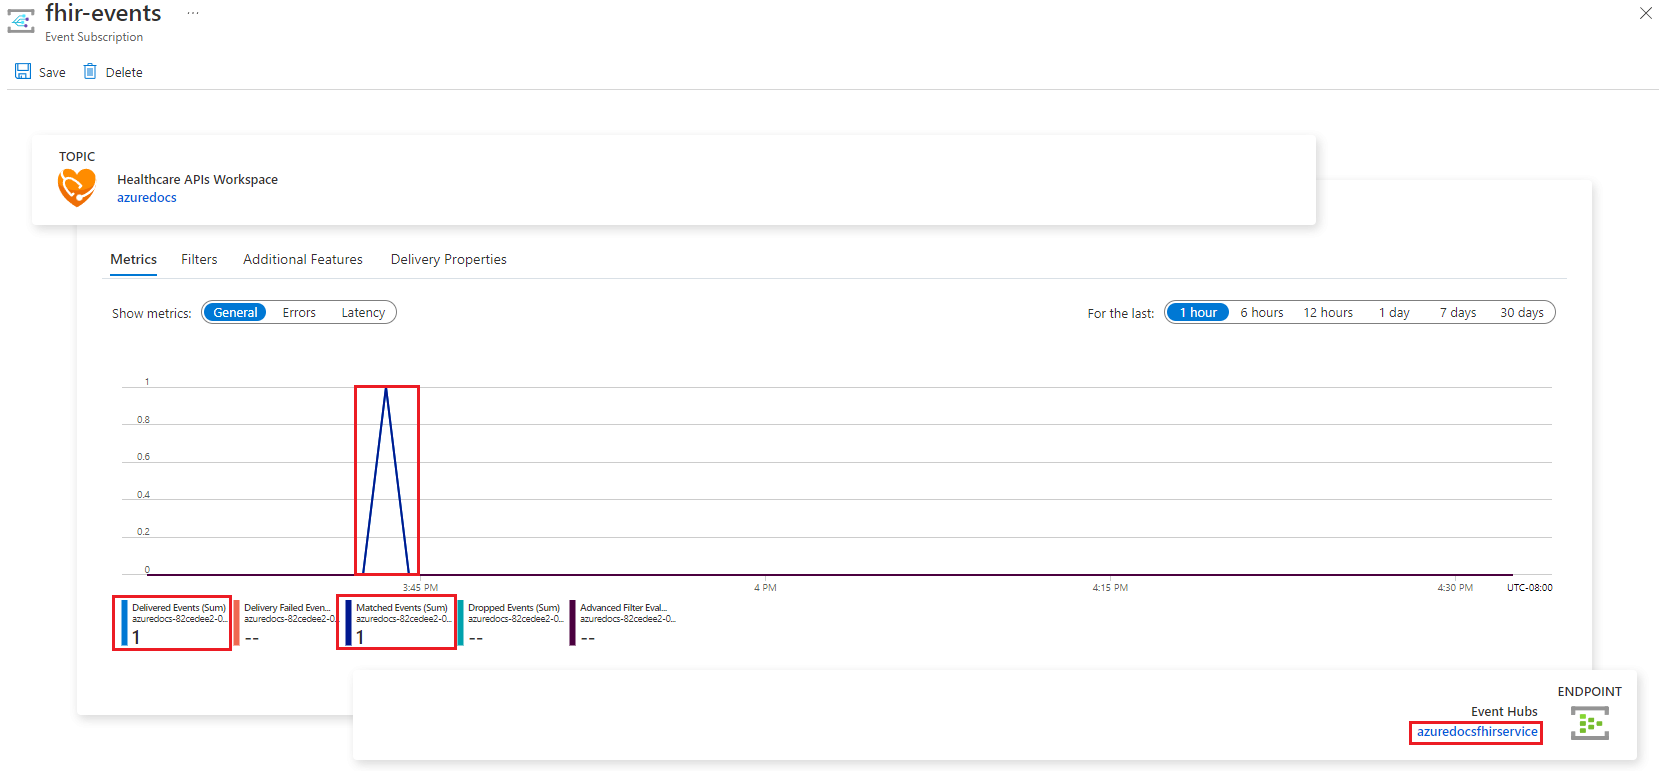 fhir-events ...
Event Subscription
Save Delete
TOPIC
Healthcare APIs Workspace
azuredocs
Metrics Filters Additional Features Delivery Properties
Show metrics: General Errors Latency For the last: 1 hour 6 hours 12 hours 1 day 7 days 30 days
1
0.8
0.6
0.4
0.2
0
3:45 PM 4 PM 4:15 PM 4:30 PM UTC-08:00
Delivered Events (Sum) Delivery Failed Even... Matched Events (Sum) Dropped Events (Sum) Advanced Filter Eval...
azuredocs-82cedee2-0... azuredocs-82cedee2-0... azuredocs-82cedee2-0... azuredocs-82cedee2-0... azuredocs-82cedee2-0...
1 -- 1 -- --
ENDPOINT
Event Hubs
azuredocsfhirservice